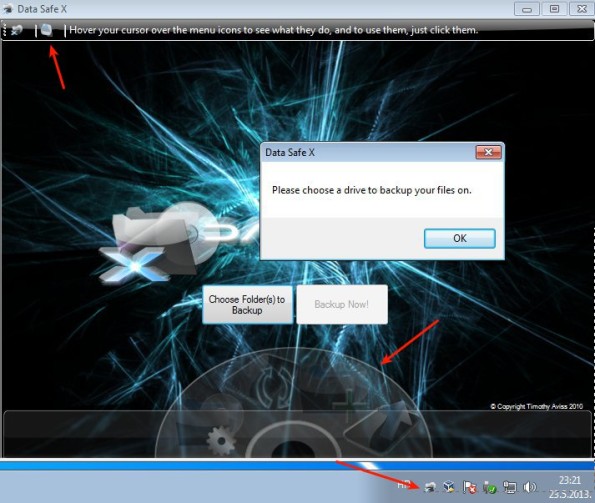 Data Safe X
Hover your cursor over the menu icons to see what they do, and to use them, just click them.
Data Safe X
Please choose a drive to backup your files on.
OK
Choose Folder(s) to
Backup
Backup Now!
© Copyright Timothy Aviss 2010
23:21
23.5.2013.